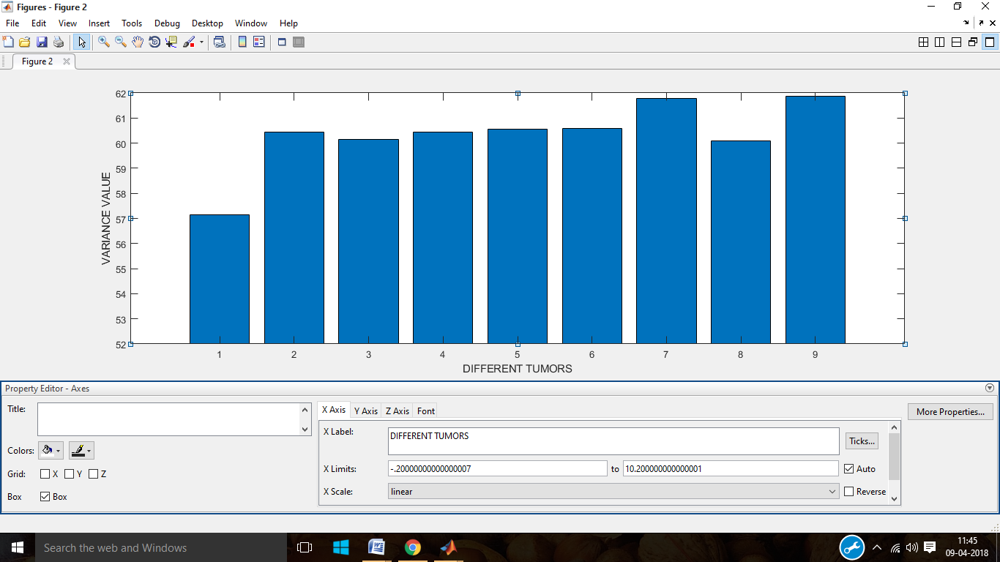 Figures - Figure 2
File Edit View Insert Tools Debug Desktop Window Help
Figure 2
62
61
60
59
58
57
56
55
54
53
52
VARIANCE VALUE
1 2 3 4 5 6 7 8 9
DIFFERENT TUMORS
Property Editor - Axes
Title:
Colors:
Grid: X Y Z
Box Box
X Axis Y Axis Z Axis Font
X Label: DIFFERENT TUMORS Ticks...
X Limits: -.20000000000000007 to 10.200000000000001 Auto
X Scale: linear Reverse
More Properties...
Search the web and Windows
11:45
09-04-2018